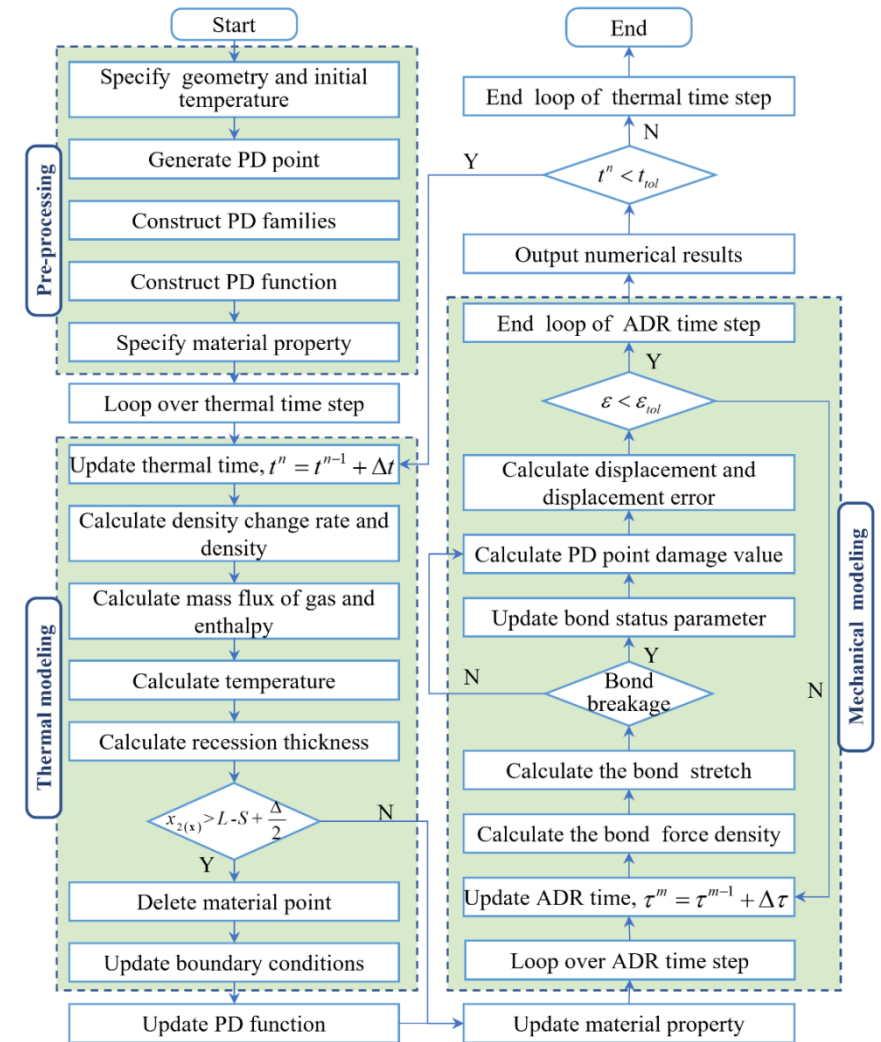 Start
Specify geometry and initial
temperature
Generate PD point
Construct PD families
Construct PD function
Specify material property
Pre-processing
Loop over thermal time step
Update thermal time, tⁿ = tⁿ⁻¹ + Δt
Calculate density change rate and
density
Calculate mass flux of gas and
enthalpy
Calculate temperature
Calculate recession thickness
x₂₍ₓ₎ > L - S + Δ/2
N
Y
Delete material point
Update boundary conditions
Thermal modeling
Update PD function
Update material property
Loop over ADR time step
Update ADR time, τᵐ = τᵐ⁻¹ + Δτ
Calculate the bond force density
Calculate the bond stretch
Bond
breakage
N
Y
Update bond status parameter
Calculate PD point damage value
Calculate displacement and
displacement error
ε < ε_tol
N
Y
End loop of ADR time step
Mechanical modeling
Output numerical results
tⁿ < t_tol
Y
N
End loop of thermal time step
End